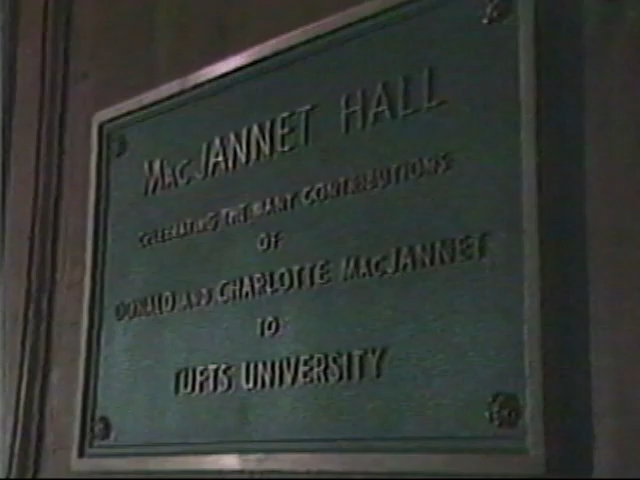 MacJANNET HALL
CELEBRATING THE MANY CONTRIBUTIONS
OF
DONALD AND CHARLOTTE MacJANNET
TO
TUFTS UNIVERSITY